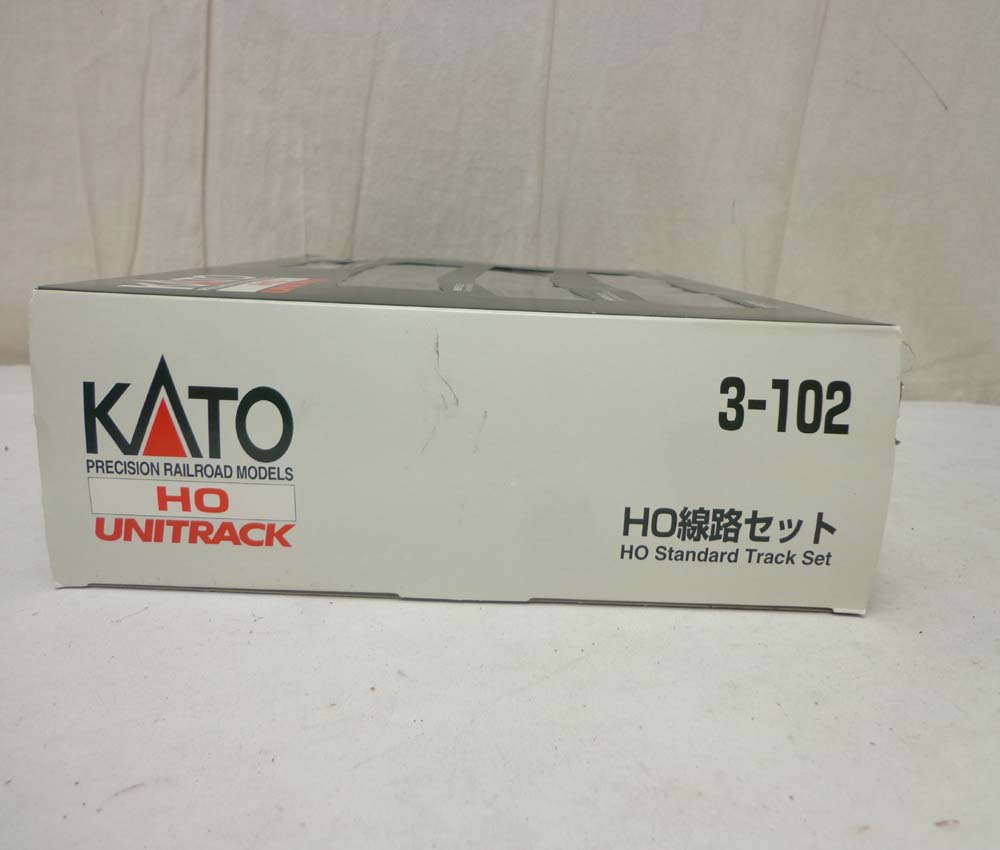 KATO
PRECISION RAILROAD MODELS
HO
UNITRACK
3-102
HO線路セット
HO Standard Track Set